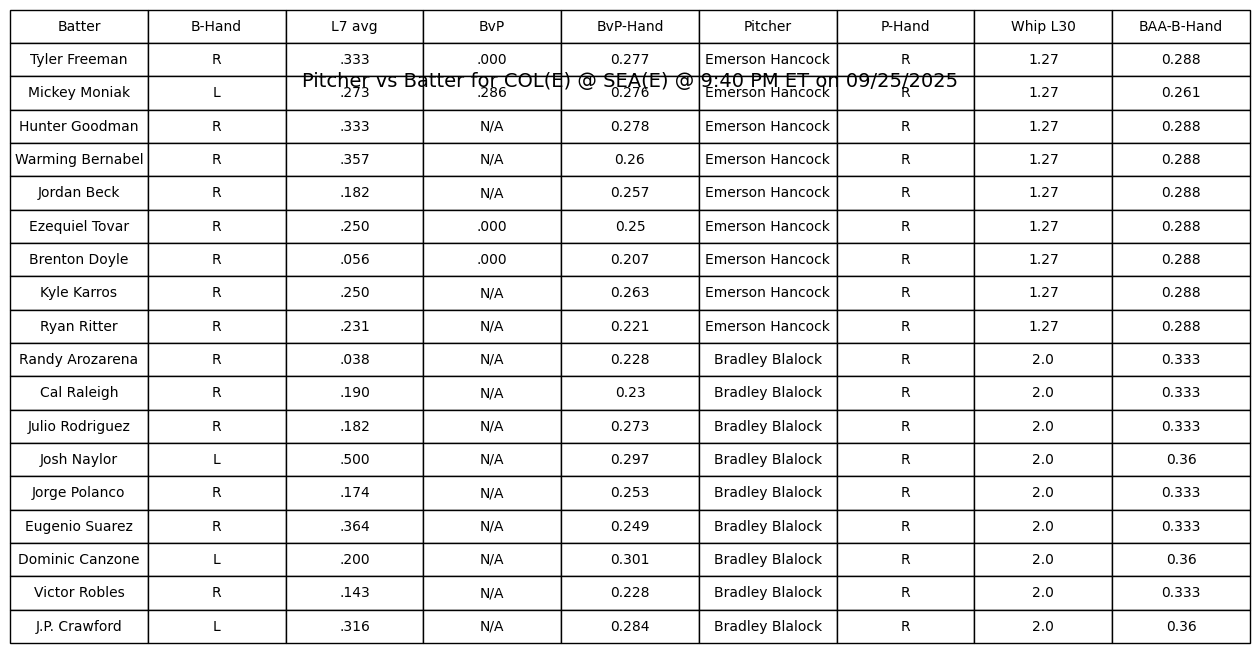 Batter B-Hand L7 avg BvP BvP-Hand Pitcher P-Hand Whip L30 BAA-B-Hand
Tyler Freeman R .333 .000 0.277 Emerson Hancock R 1.27 0.288
Pitcher vs Batter for COL(E) @ SEA(E) @ 9:40 PM ET on 09/25/2025
Mickey Moniak L .273 .286 0.276 Emerson Hancock R 1.27 0.261
Hunter Goodman R .333 N/A 0.278 Emerson Hancock R 1.27 0.288
Warming Bernabel R .357 N/A 0.26 Emerson Hancock R 1.27 0.288
Jordan Beck R .182 N/A 0.257 Emerson Hancock R 1.27 0.288
Ezequiel Tovar R .250 .000 0.25 Emerson Hancock R 1.27 0.288
Brenton Doyle R .056 .000 0.207 Emerson Hancock R 1.27 0.288
Kyle Karros R .250 N/A 0.263 Emerson Hancock R 1.27 0.288
Ryan Ritter R .231 N/A 0.221 Emerson Hancock R 1.27 0.288
Randy Arozarena R .038 N/A 0.228 Bradley Blalock R 2.0 0.333
Cal Raleigh R .190 N/A 0.23 Bradley Blalock R 2.0 0.333
Julio Rodriguez R .182 N/A 0.273 Bradley Blalock R 2.0 0.333
Josh Naylor L .500 N/A 0.297 Bradley Blalock R 2.0 0.36
Jorge Polanco R .174 N/A 0.253 Bradley Blalock R 2.0 0.333
Eugenio Suarez R .364 N/A 0.249 Bradley Blalock R 2.0 0.333
Dominic Canzone L .200 N/A 0.301 Bradley Blalock R 2.0 0.36
Victor Robles R .143 N/A 0.228 Bradley Blalock R 2.0 0.333
J.P. Crawford L .316 N/A 0.284 Bradley Blalock R 2.0 0.36